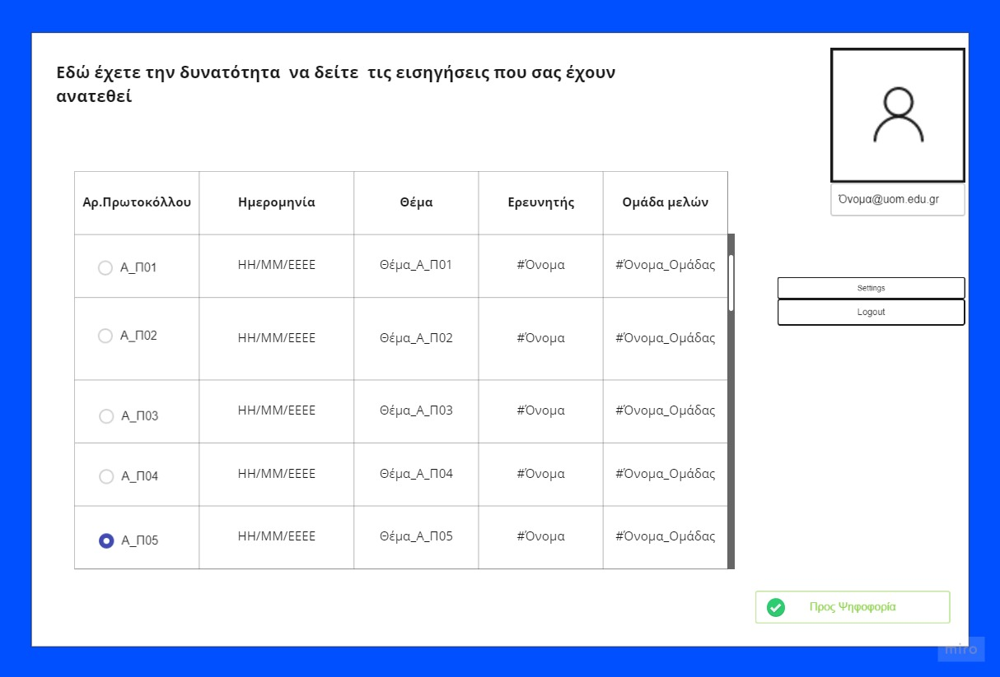 Εδώ έχετε την δυνατότητα να δείτε τις εισηγήσεις που σας έχουν
ανατεθεί
Όνομα@uom.edu.gr
Settings
Logout
Αρ.Πρωτοκόλλου Ημερομηνία Θέμα Ερευνητής Ομάδα μελών
Α_Π01 ΗΗ/ΜΜ/ΕΕΕΕ Θέμα_Α_Π01 #Όνομα #Όνομα_Ομάδας
Α_Π02 ΗΗ/ΜΜ/ΕΕΕΕ Θέμα_Α_Π02 #Όνομα #Όνομα_Ομάδας
Α_Π03 ΗΗ/ΜΜ/ΕΕΕΕ Θέμα_Α_Π03 #Όνομα #Όνομα_Ομάδας
Α_Π04 ΗΗ/ΜΜ/ΕΕΕΕ Θέμα_Α_Π04 #Όνομα #Όνομα_Ομάδας
Α_Π05 ΗΗ/ΜΜ/ΕΕΕΕ Θέμα_Α_Π05 #Όνομα #Όνομα_Ομάδας
Προς Ψηφοφορία
miro